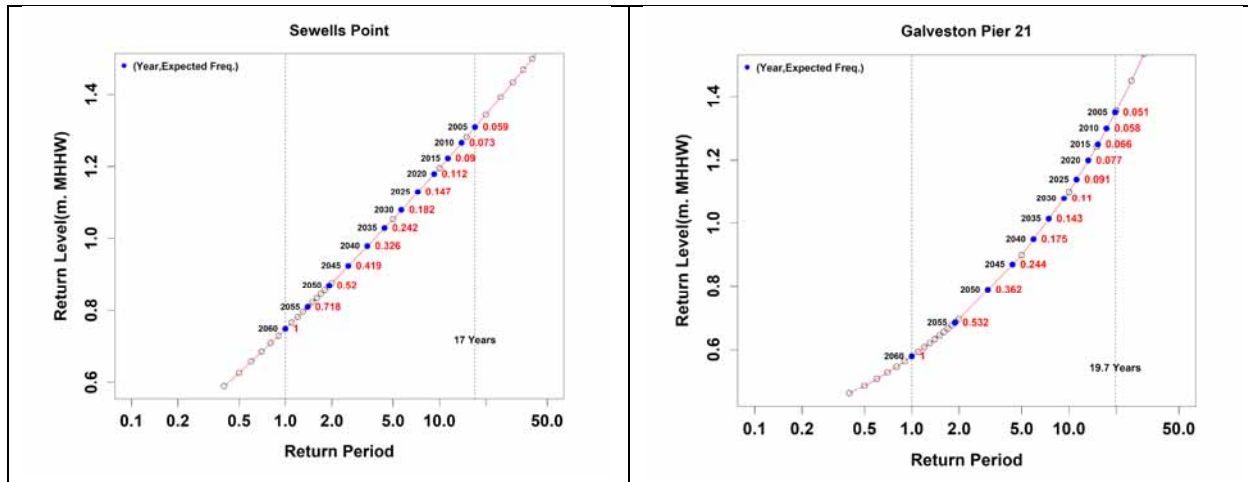 Sewells Point
(Year,Expected Freq.)
Return Level(m. MHHW)
1.4
1.2
1.0
0.8
0.6
2005 0.059
2010 0.073
2015 0.09
2020 0.112
2025 0.147
2030 0.182
2035 0.242
2040 0.326
2045 0.419
2050 0.52
2055 0.718
2060 1
17 Years
0.1 0.5 1.0 2.0 5.0 10.0 50.0
Return Period
Galveston Pier 21
(Year,Expected Freq.)
Return Level(m. MHHW)
1.4
1.2
1.0
0.8
0.6
2005 0.051
2010 0.058
2015 0.066
2020 0.077
2025 0.091
2030 0.11
2035 0.143
2040 0.175
2045 0.244
2050 0.362
2055 0.532
2060 1
19.7 Years
0.1 0.2 0.5 1.0 2.0 5.0 10.0 50.0
Return Period